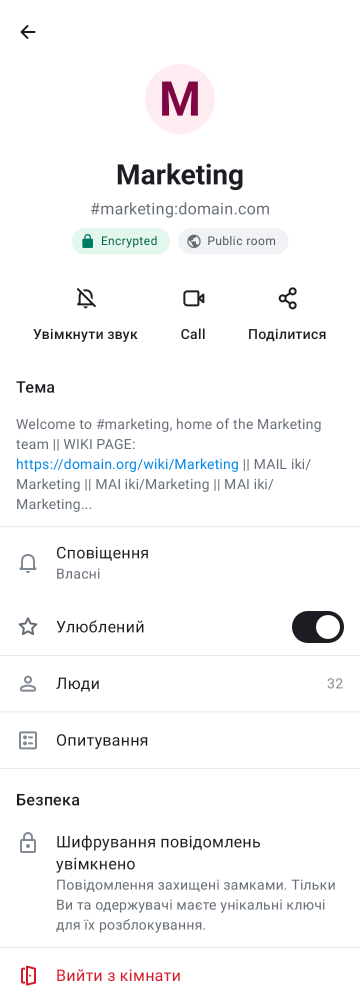 M
Marketing
#marketing:domain.com
Encrypted Public room
Увімкнути звук Call Поділитися
Тема
Welcome to #marketing, home of the Marketing
team || WIKI PAGE:
https://domain.org/wiki/Marketing || MAIL iki/
Marketing || MAI iki/Marketing || MAI iki/
Marketing...
Сповіщення
Власні
Улюблений
Люди 32
Опитування
Безпека
Шифрування повідомлень
увімкнено
Повідомлення захищені замками. Тільки
Ви та одержувачі маєте унікальні ключі
для їх розблокування.
Вийти з кімнати